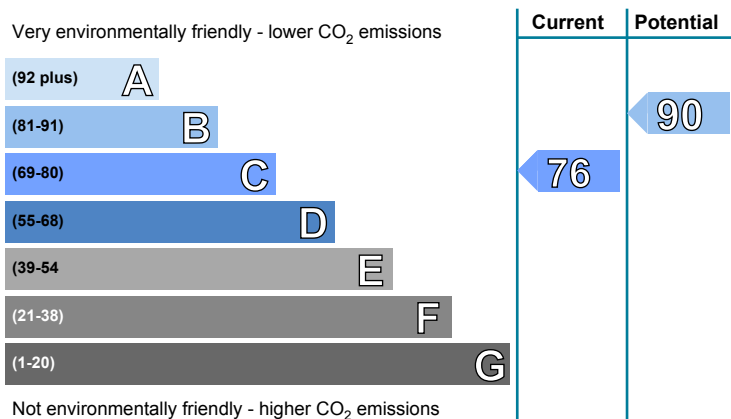 Very environmentally friendly - lower CO2 emissions
Current
Potential
(92 plus) A
(81-91) B
90
(69-80) C
76
(55-68) D
(39-54 E
(21-38) F
(1-20) G
Not environmentally friendly - higher CO2 emissions